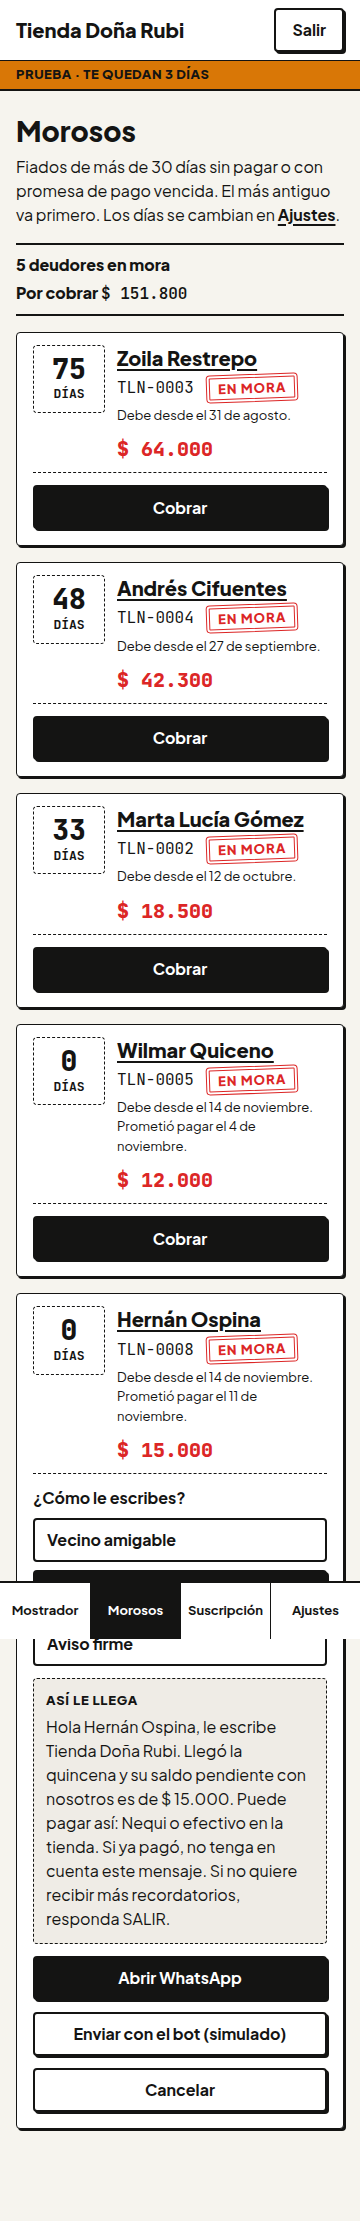 Tienda Doña Rubi
Salir
PRUEBA · TE QUEDAN 3 DÍAS
Morosos
Fiados de más de 30 días sin pagar o con
promesa de pago vencida. El más antiguo
va primero. Los días se cambian en Ajustes.
5 deudores en mora
Por cobrar $ 151.800
75
DÍAS
Zoila Restrepo
TLN-0003 EN MORA
Debe desde el 31 de agosto.
$ 64.000
Cobrar
48
DÍAS
Andrés Cifuentes
TLN-0004 EN MORA
Debe desde el 27 de septiembre.
$ 42.300
Cobrar
33
DÍAS
Marta Lucía Gómez
TLN-0002 EN MORA
Debe desde el 12 de octubre.
$ 18.500
Cobrar
0
DÍAS
Wilmar Quiceno
TLN-0005 EN MORA
Debe desde el 14 de noviembre.
Prometió pagar el 4 de
noviembre.
$ 12.000
Cobrar
0
DÍAS
Hernán Ospina
TLN-0008 EN MORA
Debe desde el 14 de noviembre.
Prometió pagar el 11 de
noviembre.
$ 15.000
¿Cómo le escribes?
Vecino amigable
Mostrador Morosos Suscripción Ajustes
Aviso firme
ASÍ LE LLEGA
Hola Hernán Ospina, le escribe
Tienda Doña Rubi. Llegó la
quincena y su saldo pendiente con
nosotros es de $ 15.000. Puede
pagar así: Nequi o efectivo en la
tienda. Si ya pagó, no tenga en
cuenta este mensaje. Si no quiere
recibir más recordatorios,
responda SALIR.
Abrir WhatsApp
Enviar con el bot (simulado)
Cancelar